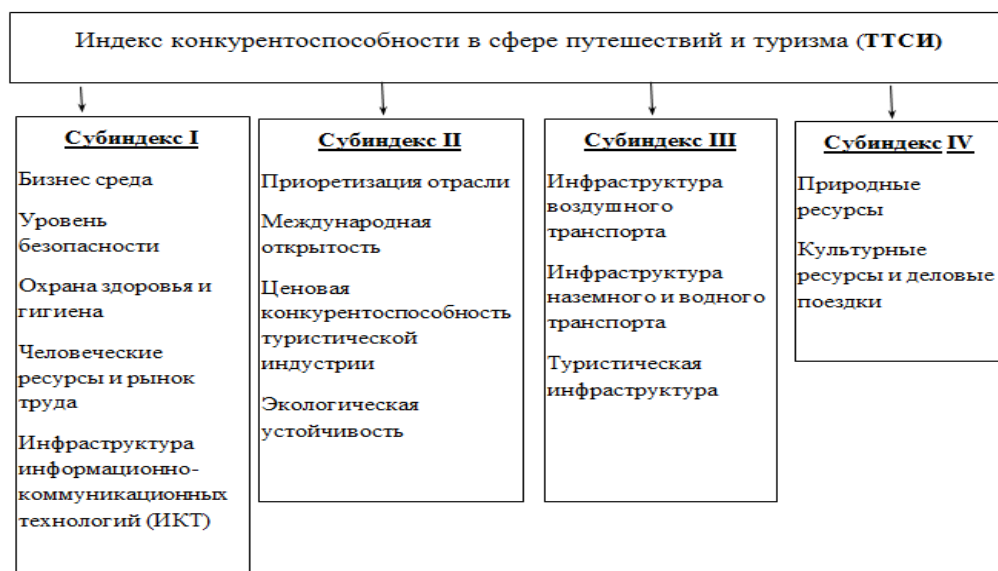 Индекс конкурентоспособности в сфере путешествий и туризма (ТТСИ)
Субиндекс I
Бизнес среда
Уровень
безопасности
Охрана здоровья и
гигиена
Человеческие
ресурсы и рынок
труда
Инфраструктура
информационно-
коммуникационных
технологий (ИКТ)
Субиндекс II
Приоретизация отрасли
Международная
открытость
Ценовая
конкурентоспособность
туристической
индустрии
Экологическая
устойчивость
Субиндекс III
Инфраструктура
воздушного
транспорта
Инфраструктура
наземного и водного
транспорта
Туристическая
инфраструктура
Субиндекс IV
Природные
ресурсы
Культурные
ресурсы и деловые
поездки